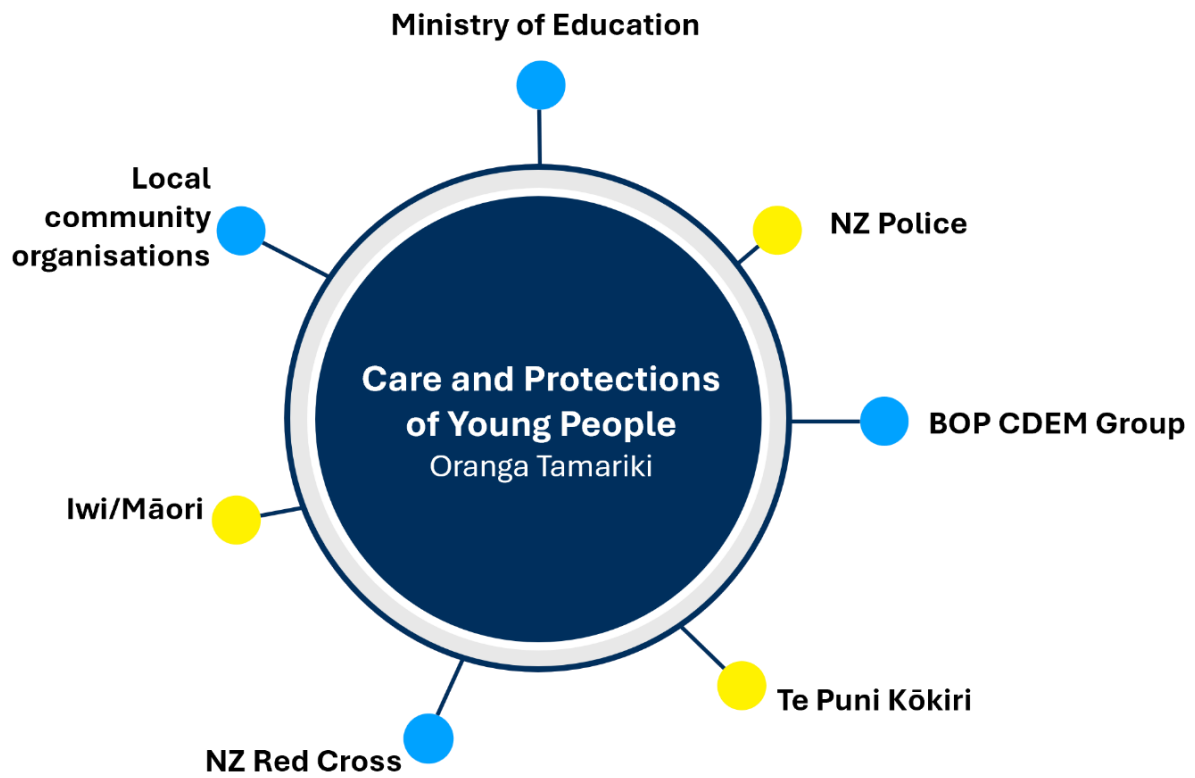 Ministry of Education
Local
community
organisations
NZ Police
Care and Protections
of Young People
Oranga Tamariki
BOP CDEM Group
Iwi/Māori
Te Puni Kōkiri
NZ Red Cross